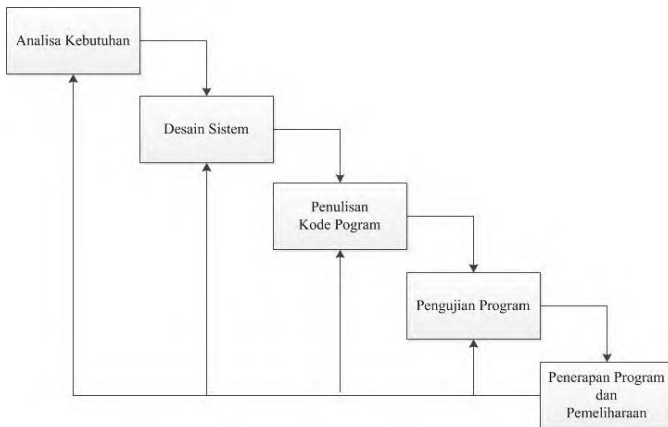 Analisa Kebutuhan
Desain Sistem
Penulisan
Kode Pogram
Pengujian Program
Penerapan Program
dan
Pemeliharaan